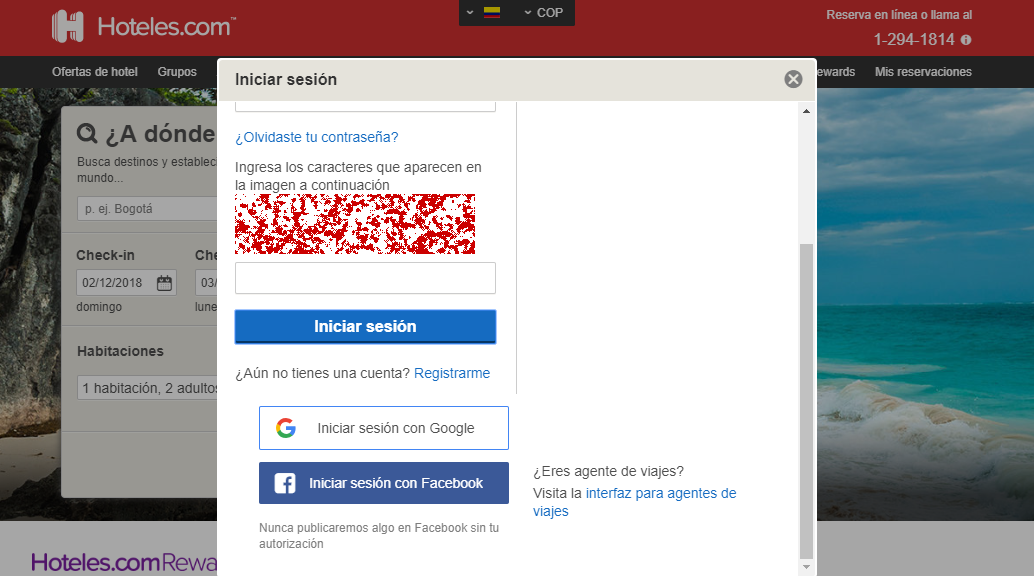 Hoteles.com™
COP
Reserva en línea o llama al
1-294-1814
Ofertas de hotel
Grupos
ewards
Mis reservaciones
Iniciar sesión
¿A dónde
Busca destinos y establec
mundo...
p. ej. Bogotá
Check-in
Che
02/12/2018
03/
domingo
lune
Habitaciones
1 habitación, 2 adultos
¿Olvidaste tu contraseña?
Ingresa los caracteres que aparecen en
la imagen a continuación
Iniciar sesión
¿Aún no tienes una cuenta? Registrarme
Iniciar sesión con Google
Iniciar sesión con Facebook
Nunca publicaremos algo en Facebook sin tu
autorización
¿Eres agente de viajes?
Visita la interfaz para agentes de
viajes
Hoteles.comRewa